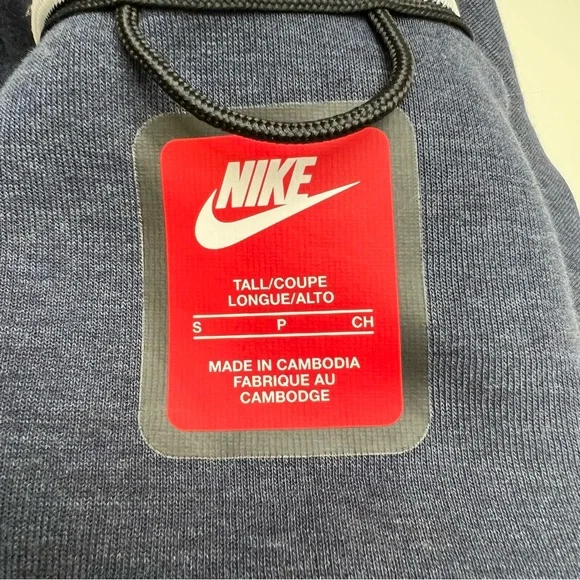 NIKE
TALL/COUPE
LONGUE/ALTO
S P CH
MADE IN CAMBODIA
FABRIQUE AU
CAMBODGE